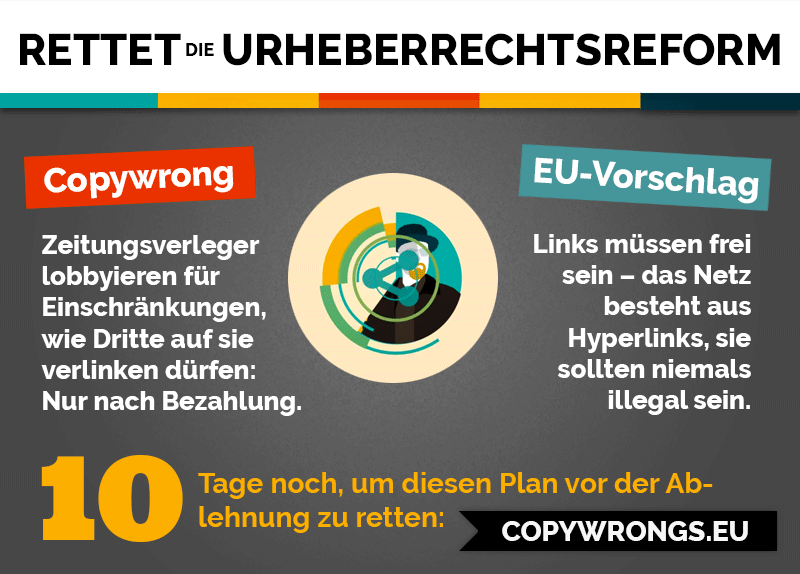 RETTET DIE URHEBERRECHTSREFORM
Copywrong
Zeitungsverleger
lobbyieren für
Einschränkungen,
wie Dritte auf sie
verlinken dürfen:
Nur nach Bezahlung.
EU-Vorschlag
Links müssen frei
sein – das Netz
besteht aus
Hyperlinks, sie
sollten niemals
illegal sein.
10 Tage noch, um diesen Plan vor der Ab-
lehnung zu retten:
COPYWRONGS.EU